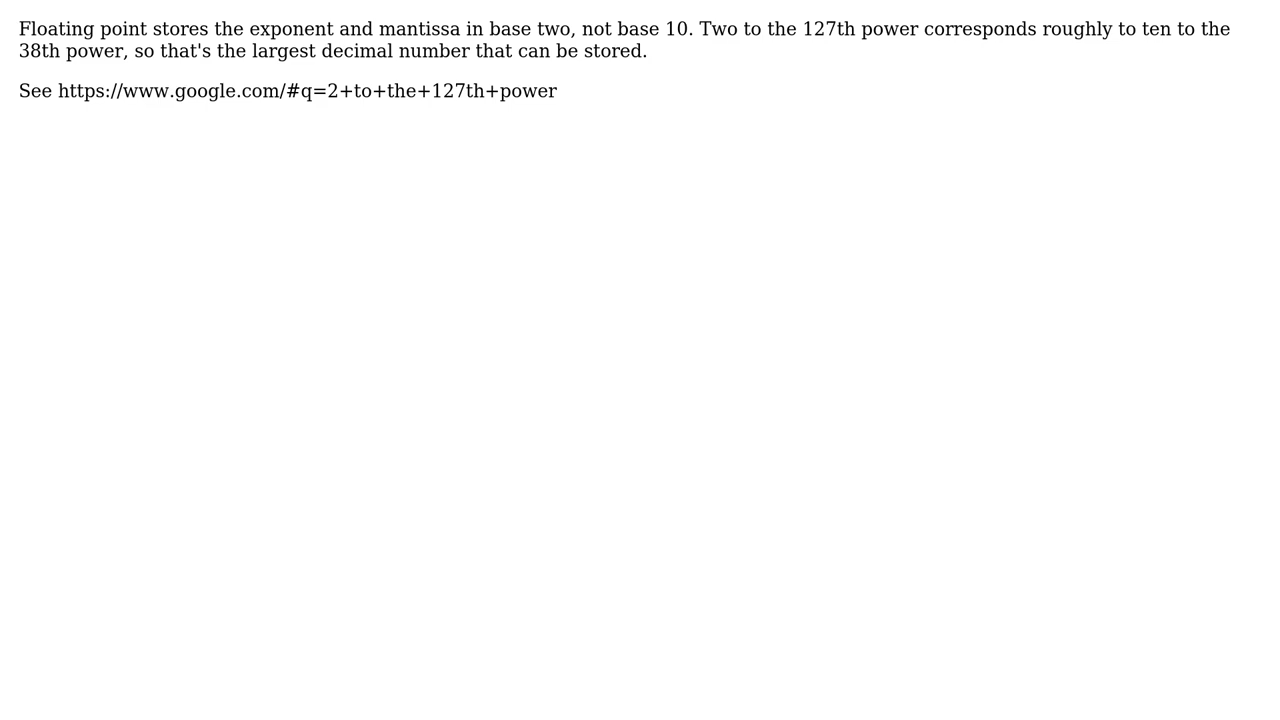 Floating point stores the exponent and mantissa in base two, not base 10. Two to the 127th power corresponds roughly to ten to the
38th power, so that's the largest decimal number that can be stored.
See https://www.google.com/#q=2+to+the+127th+power